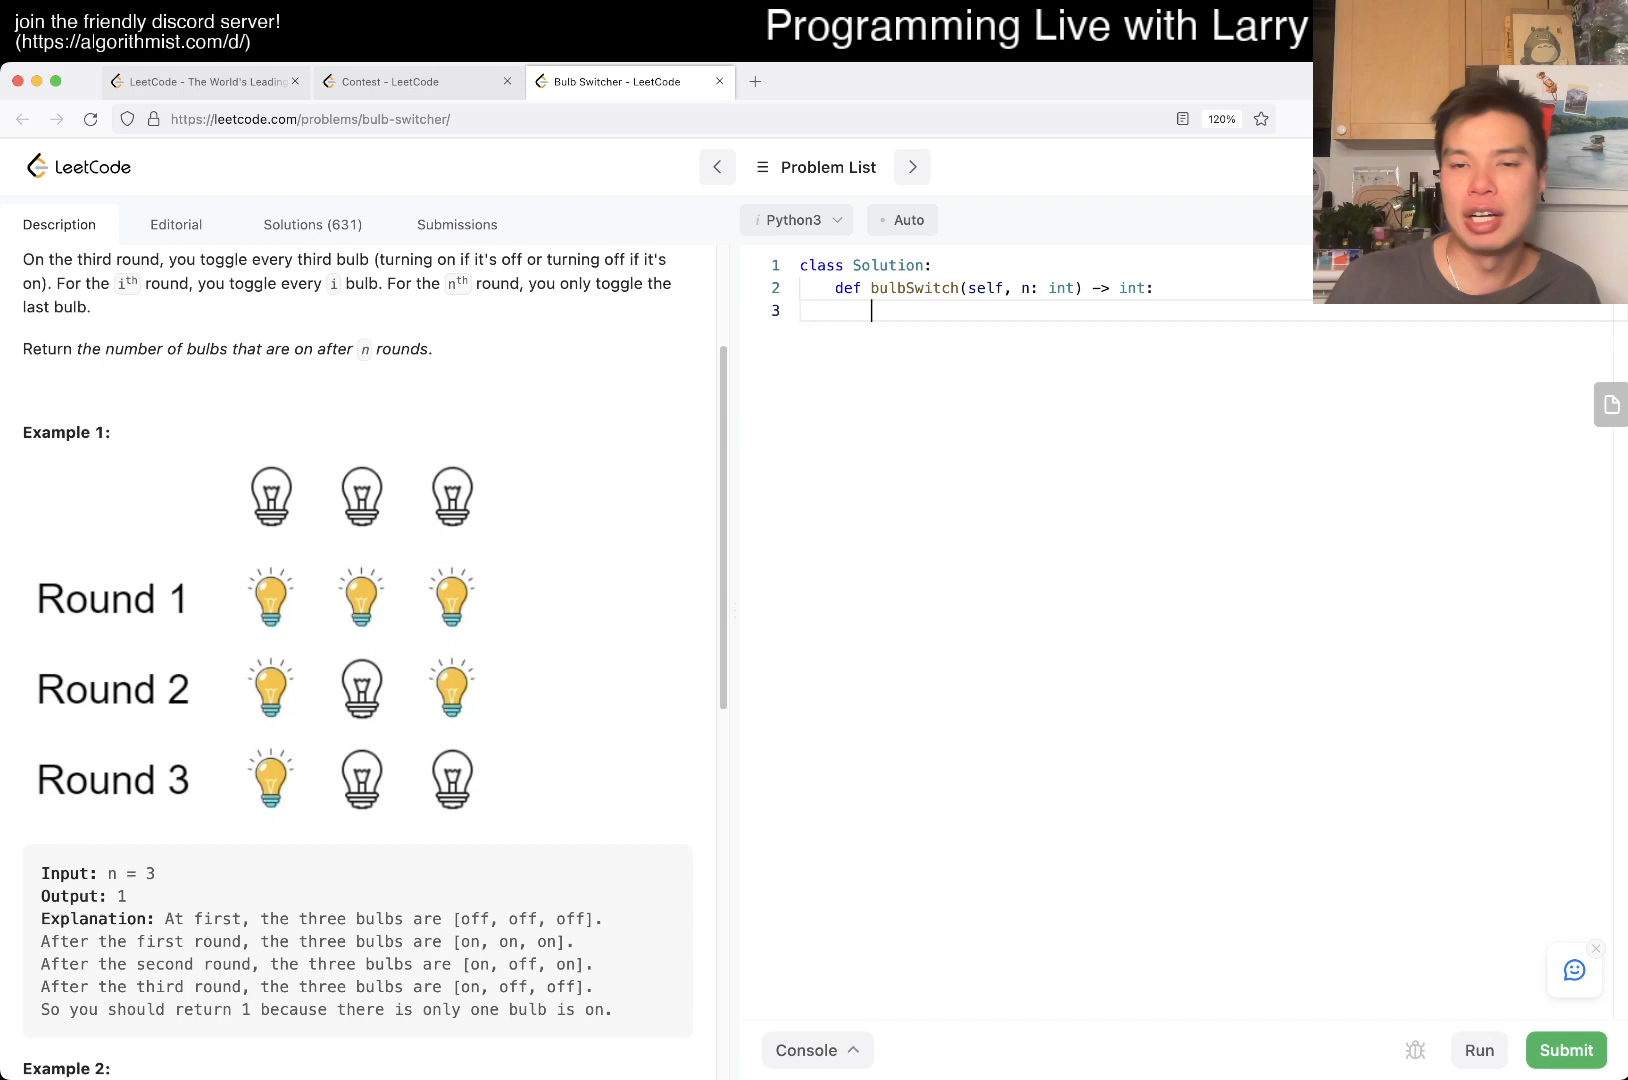 join the friendly discord server!
(https://algorithmist.com/d/)
Programming Live with Larry
LeetCode - The World's Leading
Contest - LeetCode
Bulb Switcher - LeetCode
https://leetcode.com/problems/bulb-switcher/
120%
LeetCode
Problem List
Description
Editorial
Solutions (631)
Submissions
i Python3
Auto
On the third round, you toggle every third bulb (turning on if it's off or turning off if it's
on). For the ith round, you toggle every i bulb. For the nth round, you only toggle the
last bulb.
Return the number of bulbs that are on after n rounds.
Example 1:
Round 1
Round 2
Round 3
Input: n = 3
Output: 1
Explanation: At first, the three bulbs are [off, off, off].
After the first round, the three bulbs are [on, on, on].
After the second round, the three bulbs are [on, off, on].
After the third round, the three bulbs are [on, off, off].
So you should return 1 because there is only one bulb is on.
Example 2:
1 class Solution:
2 def bulbSwitch(self, n: int) -> int:
3
Console
Run
Submit